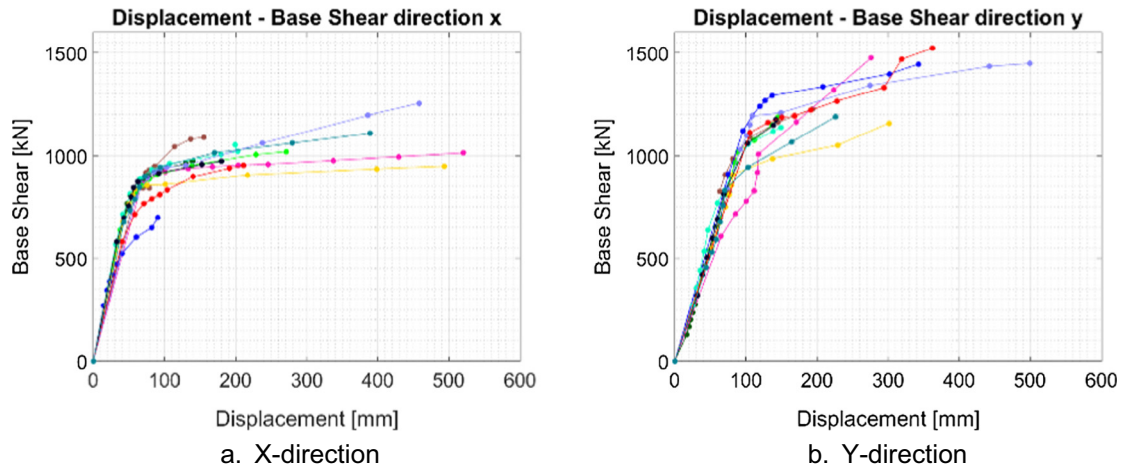 Displacement - Base Shear direction x
1500
1000
500
0
Base Shear [kN]
0 100 200 300 400 500 600
Displacement [mm]
a. X-direction
Displacement - Base Shear direction y
1500
1000
500
0
Base Shear [kN]
0 100 200 300 400 500 600
Displacement [mm]
b. Y-direction